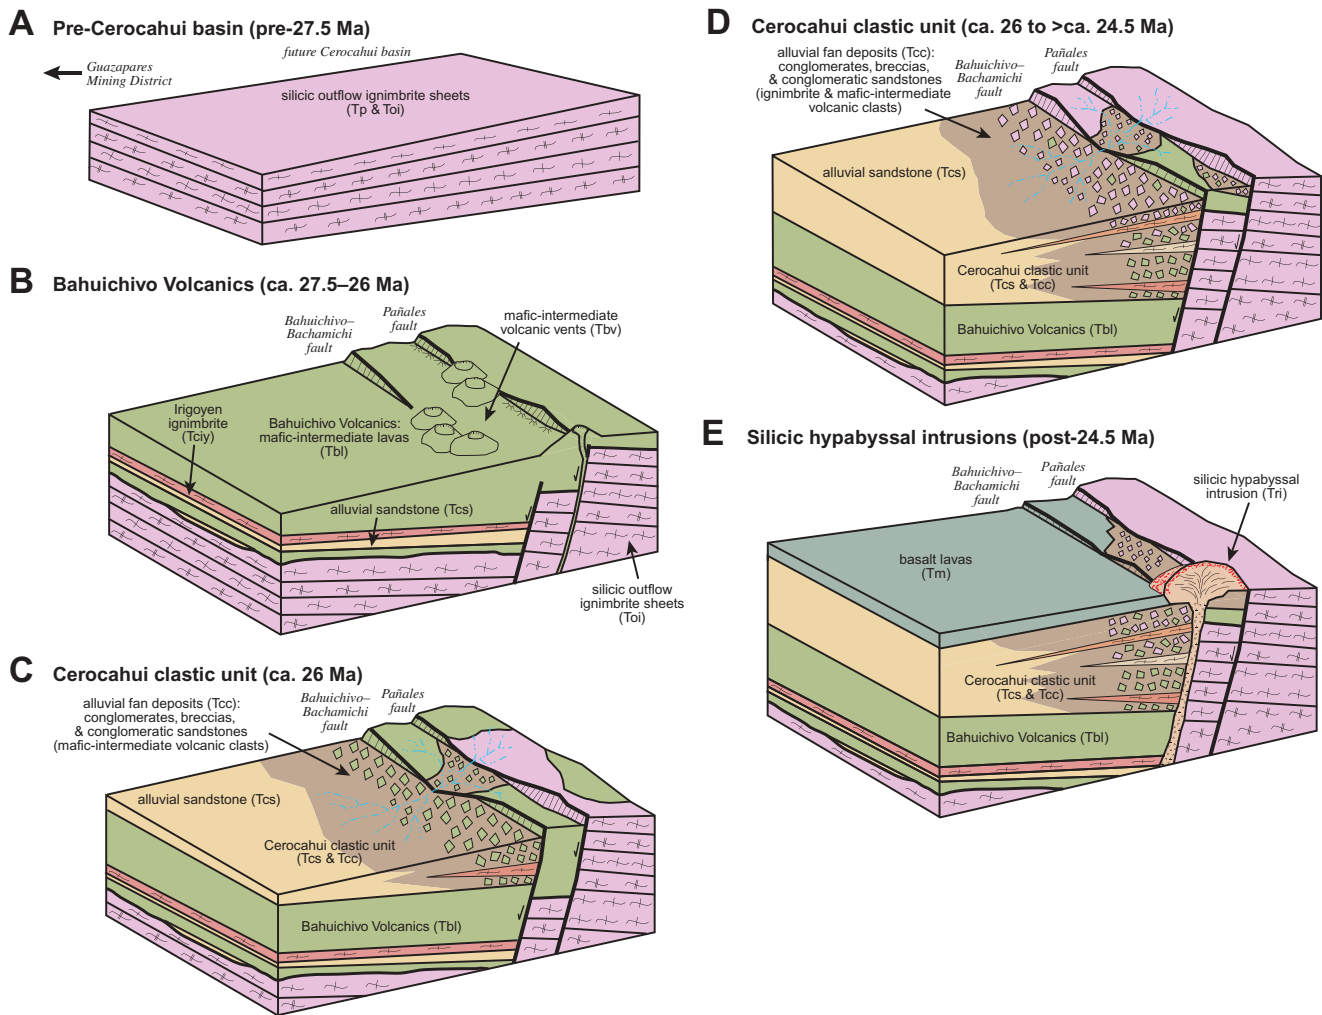 A Pre-Cerocahui basin (pre-27.5 Ma)
future Cerocahui basin
Guazapares
Mining District
silicic outflow ignimbrite sheets
(Tp & Toi)
B Bahuichivo Volcanics (ca. 27.5–26 Ma)
Bahuichivo–
Bachamichi
fault
Pañales
fault
mafic-intermediate
volcanic vents (Tbv)
Irigoyen
ignimbrite
(Tciy)
Bahuichivo Volcanics:
mafic-intermediate lavas
(Tbl)
alluvial sandstone (Tcs)
silicic outflow
ignimbrite sheets
(Toi)
C Cerocahui clastic unit (ca. 26 Ma)
alluvial fan deposits (Tcc):
conglomerates, breccias,
& conglomeratic sandstones
(mafic-intermediate volcanic clasts)
Bahuichivo–
Bachamichi
fault
Pañales
fault
alluvial sandstone (Tcs)
Cerocahui clastic unit
(Tcs & Tcc)
Bahuichivo Volcanics (Tbl)
D Cerocahui clastic unit (ca. 26 to >ca. 24.5 Ma)
alluvial fan deposits (Tcc):
conglomerates, breccias,
& conglomeratic sandstones
(ignimbrite & mafic-intermediate
volcanic clasts)
Bahuichivo–
Bachamichi
fault
Pañales
fault
alluvial sandstone (Tcs)
Cerocahui clastic unit
(Tcs & Tcc)
Bahuichivo Volcanics (Tbl)
E Silicic hypabyssal intrusions (post-24.5 Ma)
Bahuichivo–
Bachamichi
fault
Pañales
fault
silicic hypabyssal
intrusion (Tri)
basalt lavas
(Tm)
Cerocahui clastic unit
(Tcs & Tcc)
Bahuichivo Volcanics (Tbl)